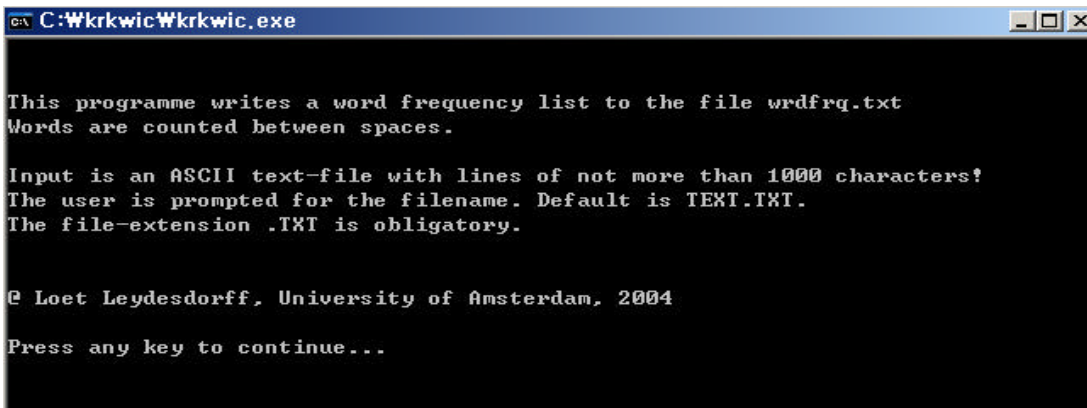 C:₩krkwic₩krkwic.exe
This programme writes a word frequency list to the file wrdfrq.txt
Words are counted between spaces.
Input is an ASCII text-file with lines of not more than 1000 characters!
The user is prompted for the filename. Default is TEXT.TXT.
The file-extension .TXT is obligatory.
@ Loet Leydesdorff, University of Amsterdam, 2004
Press any key to continue...